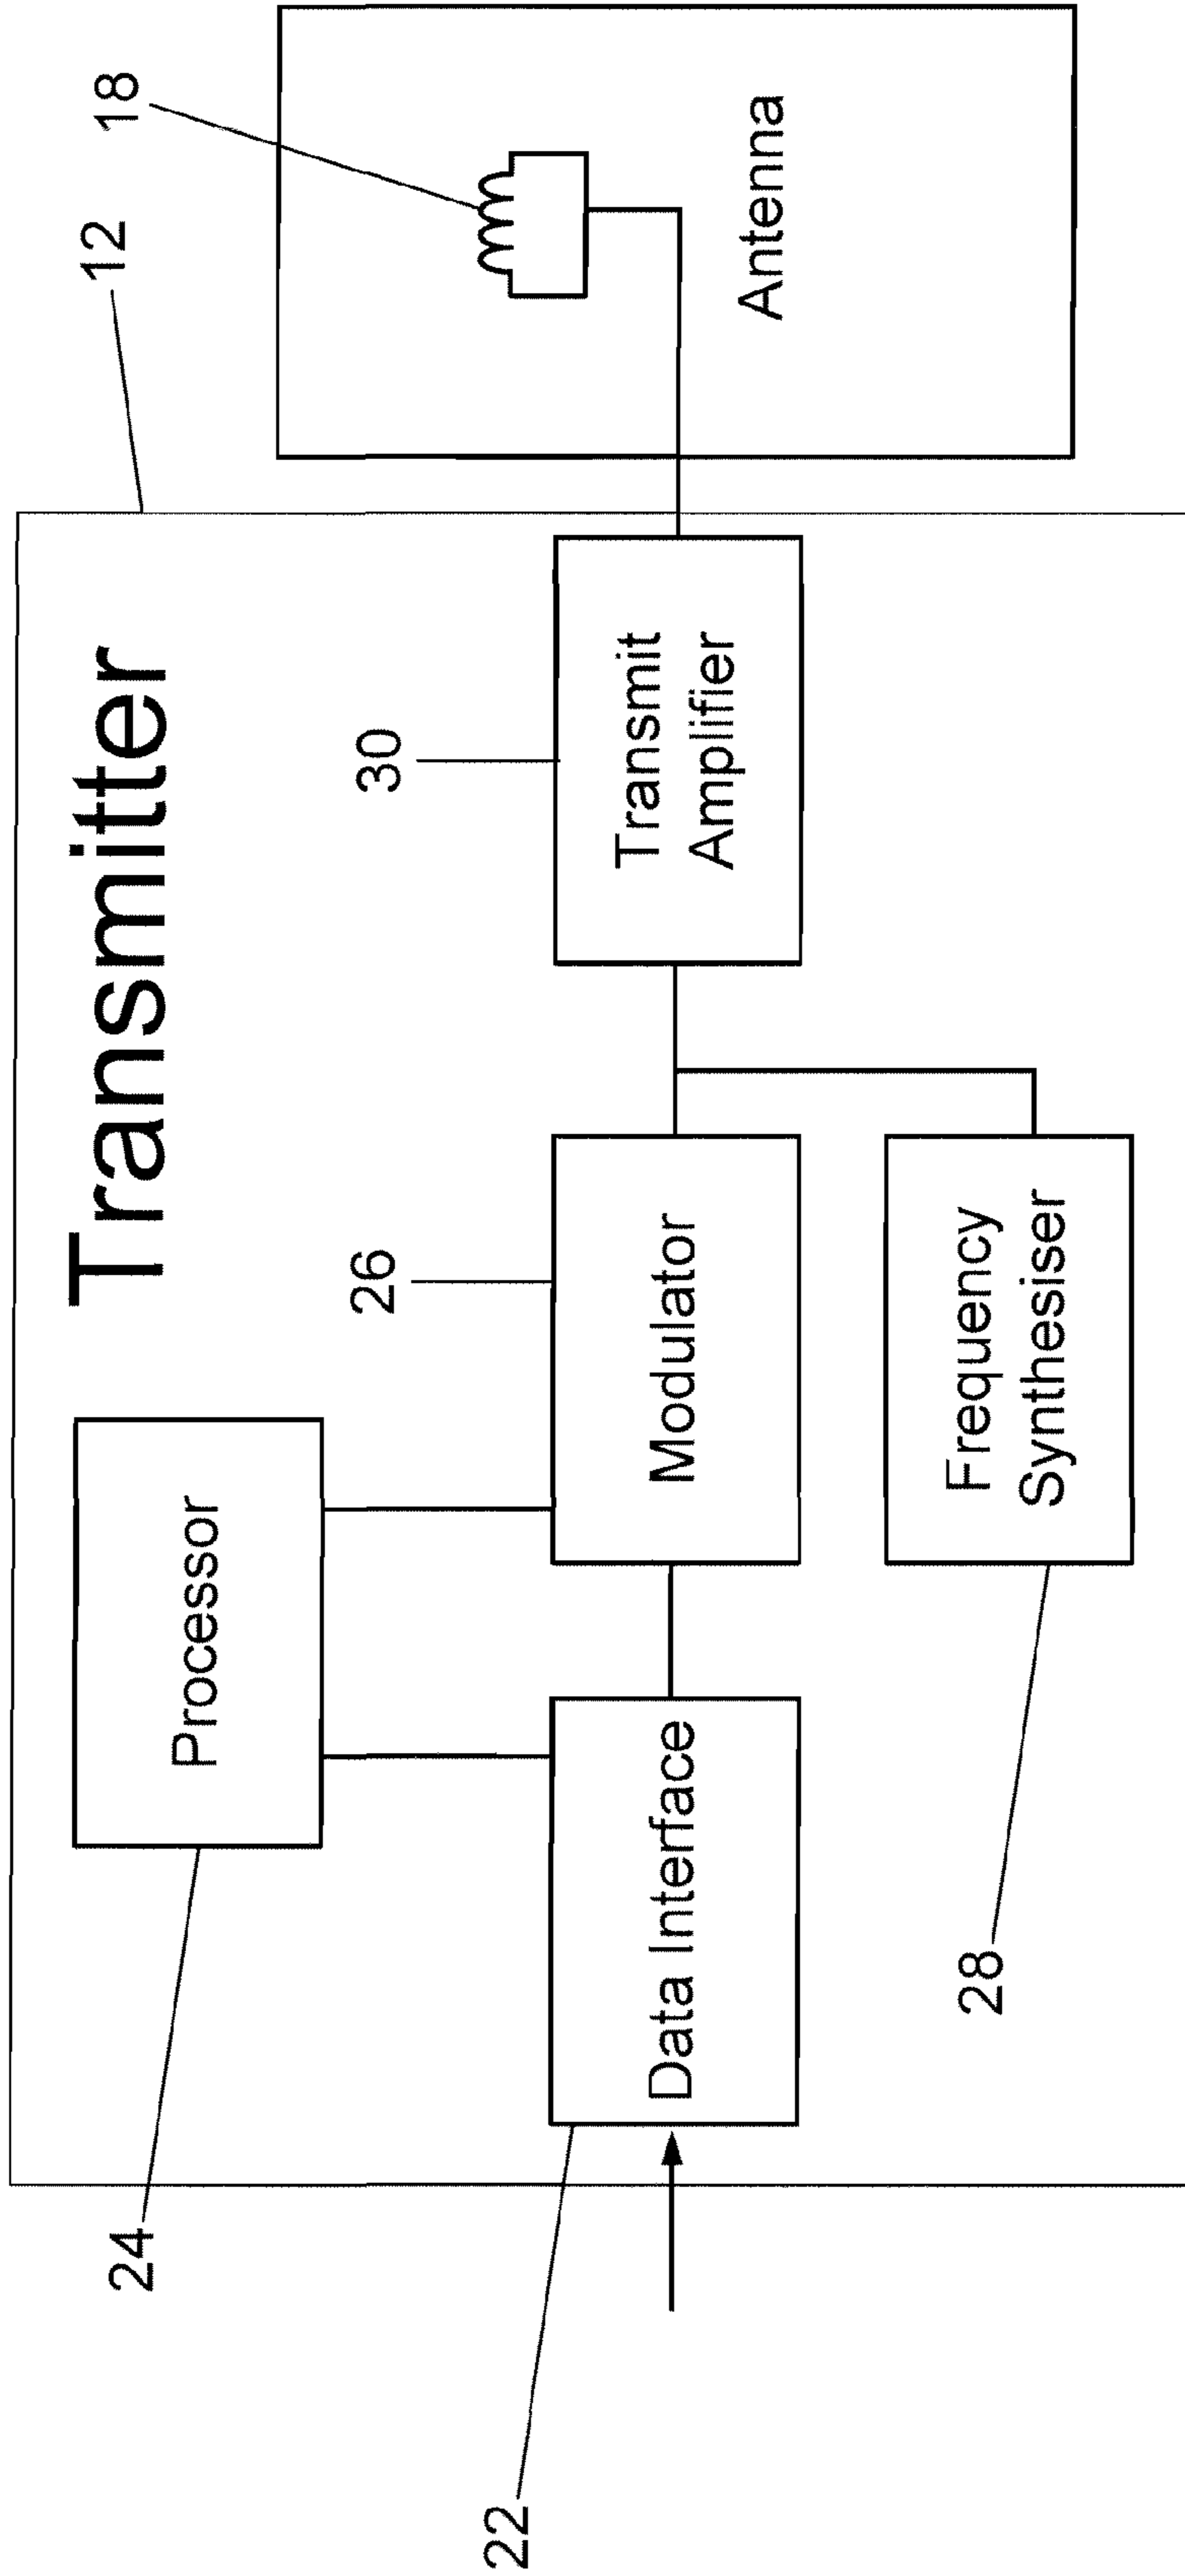 Transmitter
12
18
24
Processor
26
30
22
Data Interface
Modulator
Transmit
Amplifier
Antenna
28
Frequency
Synthesiser